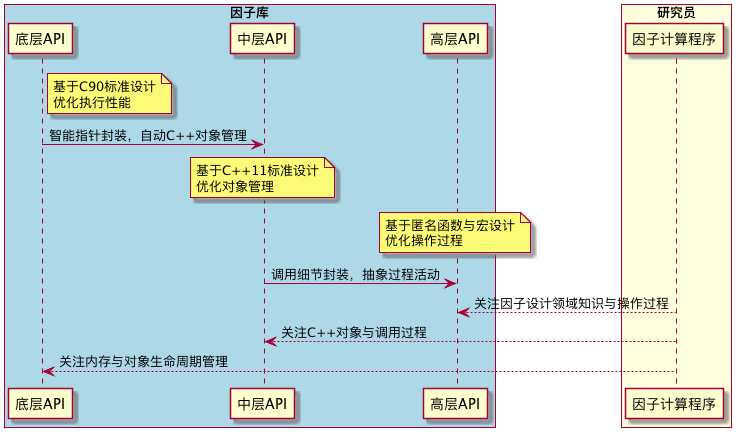 因子库
研究员
底层API
中层API
高层API
因子计算程序
基于C90标准设计
优化执行性能
智能指针封装，自动C++对象管理
基于C++11标准设计
优化对象管理
基于匿名函数与宏设计
优化操作过程
调用细节封装，抽象过程活动
关注因子设计领域知识与操作过程
关注C++对象与调用过程
关注内存与对象生命周期管理
底层API
中层API
高层API
因子计算程序